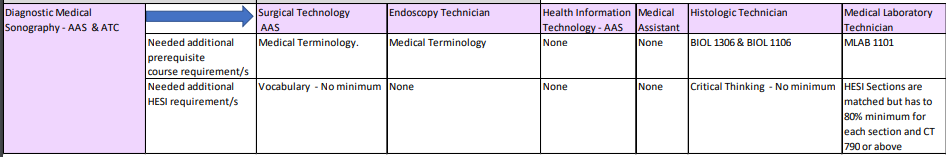 Diagnostic Medical
Sonography - AAS & ATC
Surgical Technology
AAS
Endoscopy Technician
Health Information
Technology - AAS
Medical
Assistant
Histologic Technician
Medical Laboratory
Technician
Needed additional
prerequisite
course requirement/s
Medical Terminology.
Medical Terminology
None
None
BIOL 1306 & BIOL 1106
MLAB 1101
Needed additional
HESI requirement/s
Vocabulary - No minimum
None
None
None
Critical Thinking - No minimum
HESI Sections are
matched but has to
80% minimum for
each section and CT
790 or above